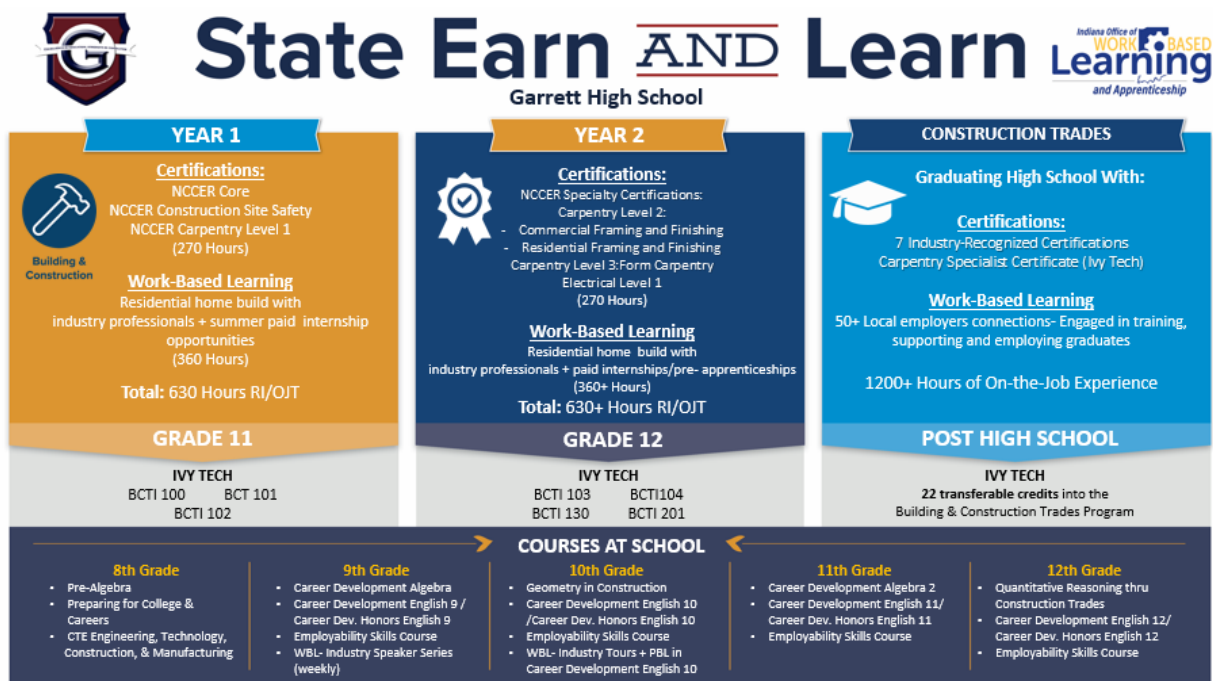 State Earn AND Learn
Garrett High School
G
Indiana Office of
WORK BASED
Learning
and Apprenticeship
YEAR 1
Certifications:
NCCER Core
NCCER Construction Site Safety
NCCER Carpentry Level 1
(270 Hours)
Building &
Construction
Work-Based Learning
Residential home build with
industry professionals + summer paid internship
opportunities
(360 Hours)
Total: 630 Hours RI/OJT
GRADE 11
IVY TECH
BCTI 100 BCT 101
BCTI 102
YEAR 2
Certifications:
NCCER Specialty Certifications:
Carpentry Level 2:
- Commercial Framing and Finishing
- Residential Framing and Finishing
Carpentry Level 3:Form Carpentry
Electrical Level 1
(270 Hours)
Work-Based Learning
Residential home build with
industry professionals + paid internships/pre- apprenticeships
(360+ Hours)
Total: 630+ Hours RI/OJT
GRADE 12
IVY TECH
BCTI 103 BCTI104
BCTI 130 BCTI 201
CONSTRUCTION TRADES
Graduating High School With:
Certifications:
7 Industry-Recognized Certifications
Carpentry Specialist Certificate (Ivy Tech)
Work-Based Learning
50+ Local employers connections- Engaged in training,
supporting and employing graduates
1200+ Hours of On-the-Job Experience
POST HIGH SCHOOL
IVY TECH
22 transferable credits into the
Building & Construction Trades Program
COURSES AT SCHOOL
8th Grade
• Pre-Algebra
• Preparing for College &
Careers
• CTE Engineering, Technology,
Construction, & Manufacturing
9th Grade
• Career Development Algebra
• Career Development English 9 /
Career Dev. Honors English 9
• Employability Skills Course
• WBL- Industry Speaker Series
(weekly)
10th Grade
• Geometry in Construction
• Career Development English 10
/Career Dev. Honors English 10
• Employability Skills Course
• WBL- Industry Tours + PBL in
Career Development English 10
11th Grade
• Career Development Algebra 2
• Career Development English 11/
Career Dev. Honors English 11
• Employability Skills Course
12th Grade
• Quantitative Reasoning thru
Construction Trades
• Career Development English 12/
Career Dev. Honors English 12
• Employability Skills Course